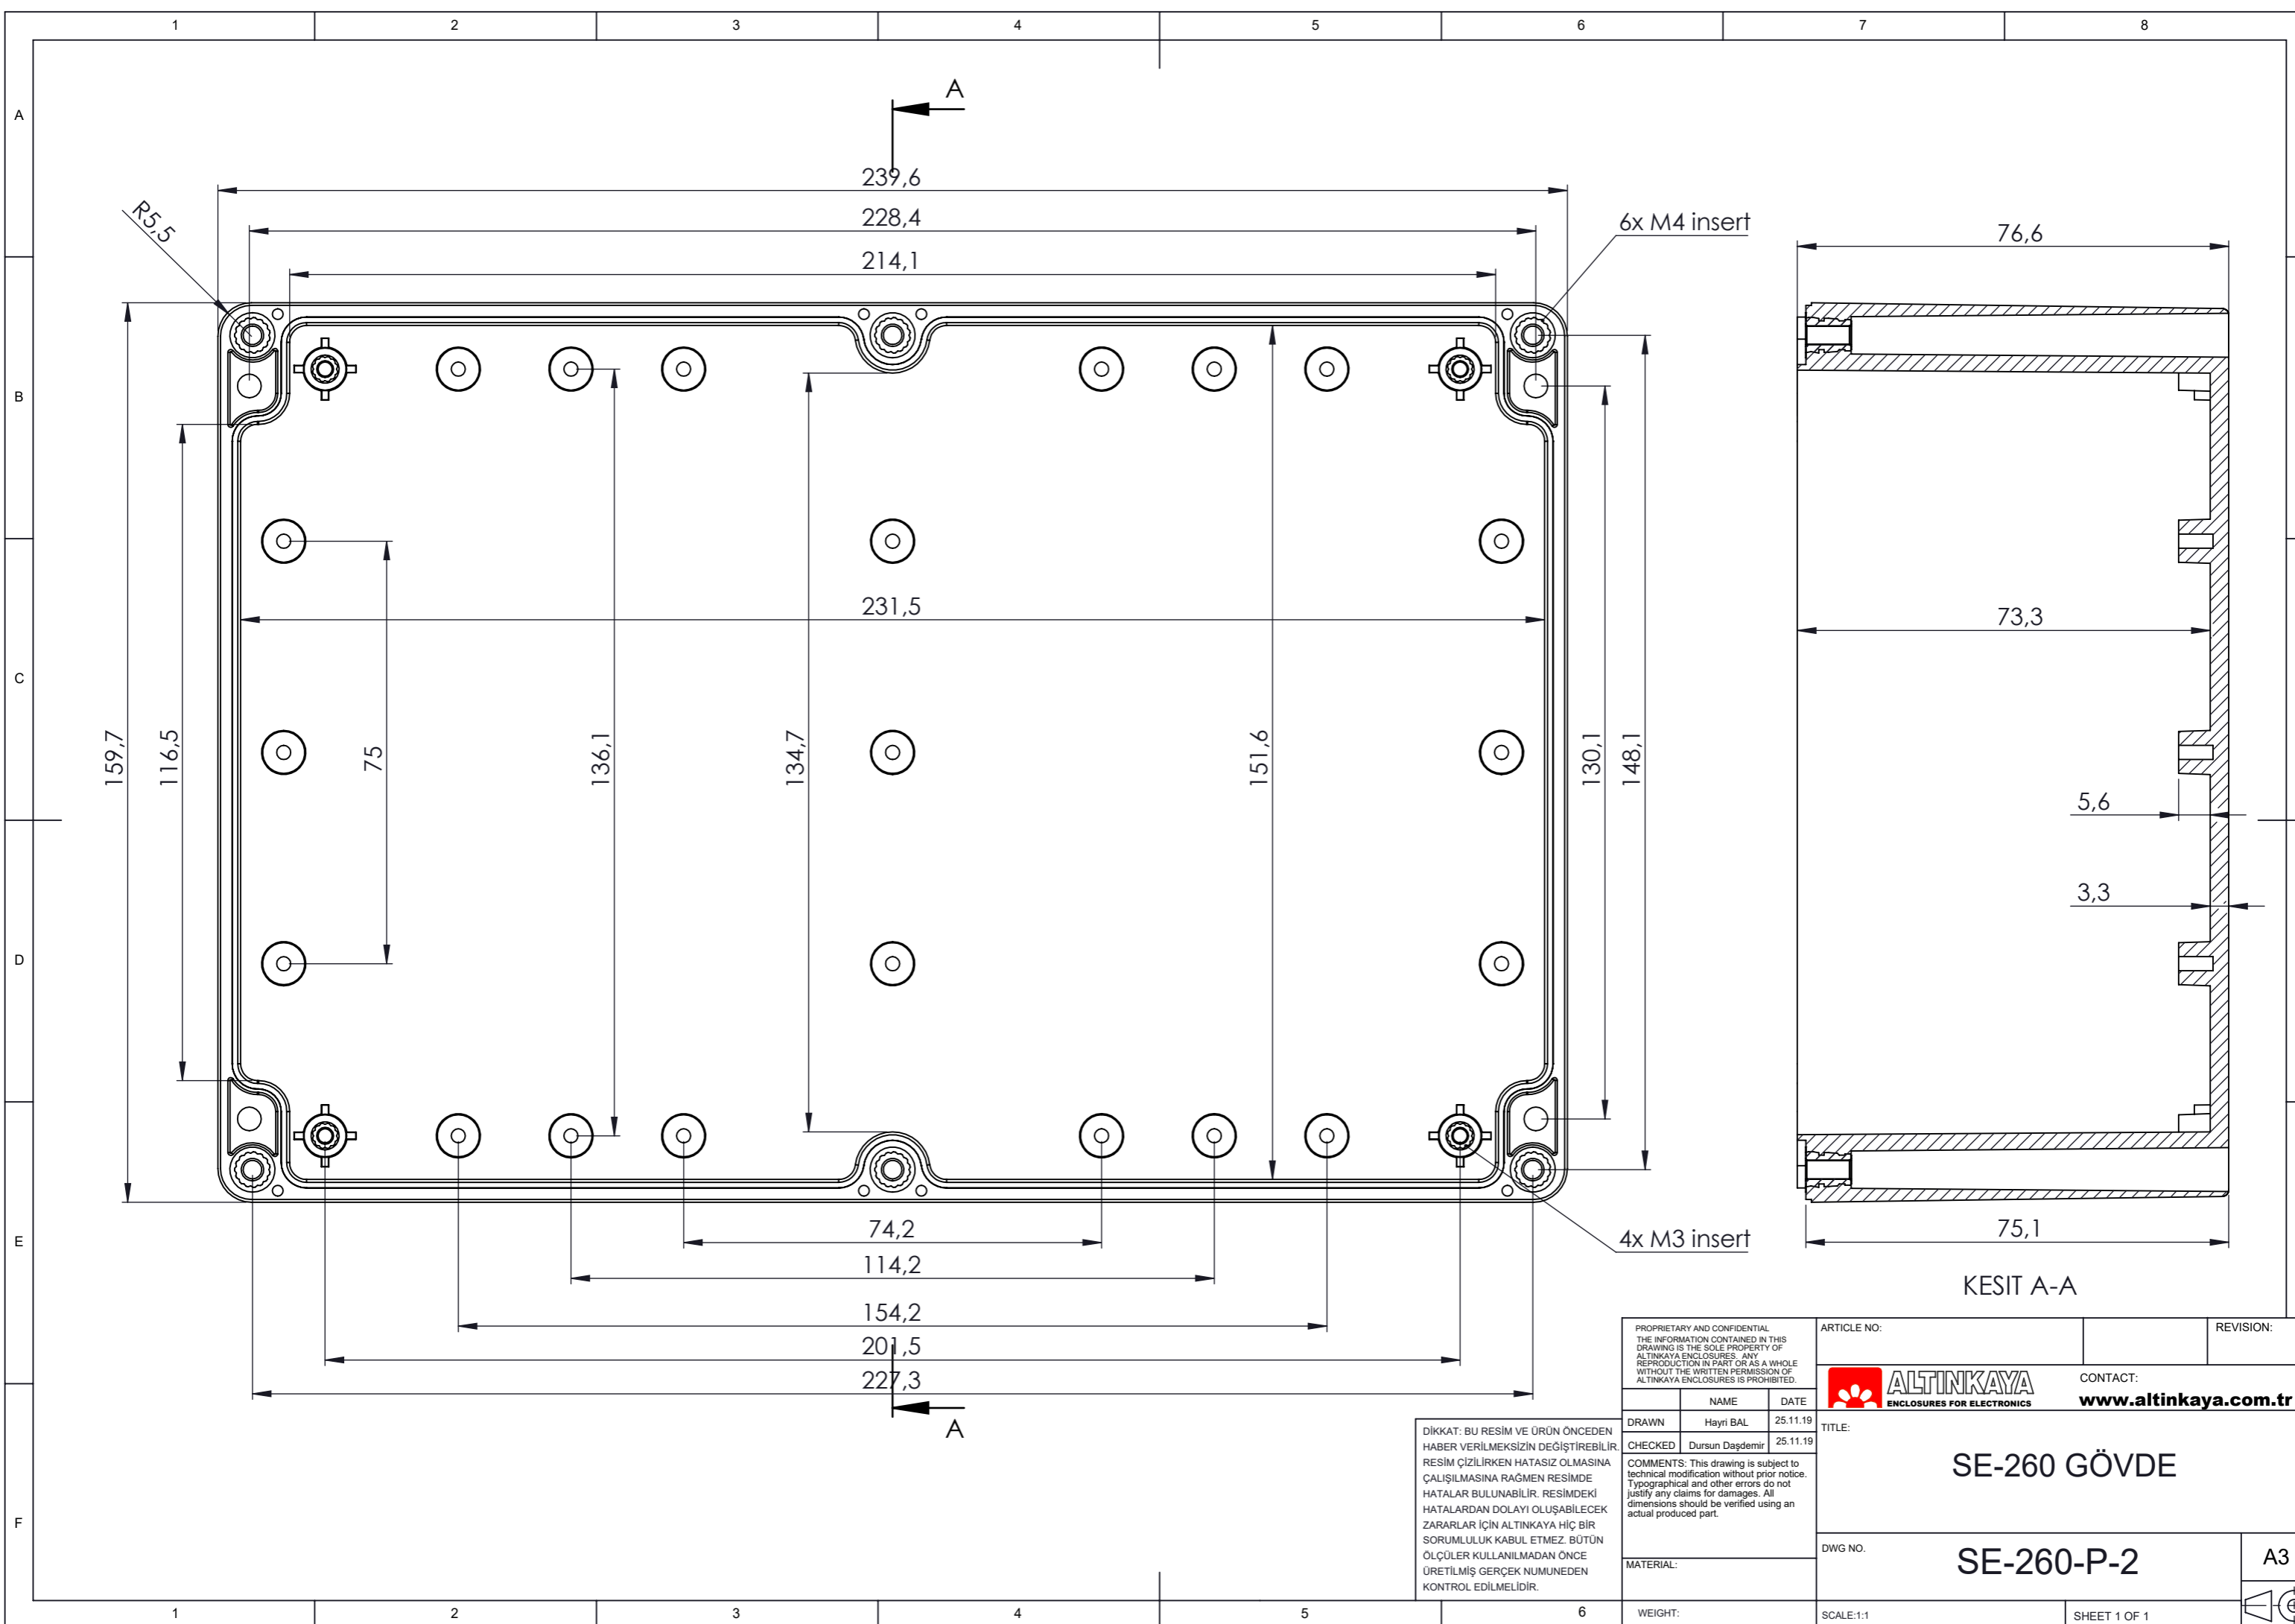 1 2 3 4 5 6 7 8
A
B
C
D
E
F
A
239,6
228,4
214,1
R5,5
6x M4 insert
76,6
231,5
73,3
159,7
116,5
75
136,1
134,7
151,6
130,1
148,1
5,6
3,3
74,2
114,2
154,2
201,5
227,3
A
4x M3 insert
75,1
KESIT A-A
DİKKAT: BU RESİM VE ÜRÜN ÖNCEDEN
HABER VERİLMEKSİZİN DEĞİŞTİREBİLİR.
RESİM ÇİZİLİRKEN HATASIZ OLMASINA
ÇALIŞILMASINA RAĞMEN RESİMDE
HATALAR BULUNABİLİR. RESİMDEKİ
HATALARDAN DOLAYI OLUŞABİLECEK
ZARARLAR İÇİN ALTINKAYA HİÇ BİR
SORUMLULUK KABUL ETMEZ. BÜTÜN
ÖLÇÜLER KULLANILMADAN ÖNCE
ÜRETİLMİŞ GERÇEK NUMUNEDEN
KONTROL EDİLMELİDİR.
PROPRIETARY AND CONFIDENTIAL
THE INFORMATION CONTAINED IN THIS
DRAWING IS THE SOLE PROPERTY OF
ALTINKAYA ENCLOSURES. ANY
REPRODUCTION IN PART OR AS A WHOLE
WITHOUT THE WRITTEN PERMISSION OF
ALTINKAYA ENCLOSURES IS PROHIBITED.
NAME DATE
DRAWN Hayri BAL 25.11.19
CHECKED Dursun Daşdemir 25.11.19
COMMENTS: This drawing is subject to
technical modification without prior notice.
Typographical and other errors do not
justify any claims for damages. All
dimensions should be verified using an
actual produced part.
MATERIAL:
WEIGHT:
ARTICLE NO:
REVISION:
ALTINKAYA
ENCLOSURES FOR ELECTRONICS
CONTACT:
www.altinkaya.com.tr
TITLE:
SE-260 GÖVDE
DWG NO.
SE-260-P-2
A3
SCALE:1:1
SHEET 1 OF 1
1 2 3 4 5 6